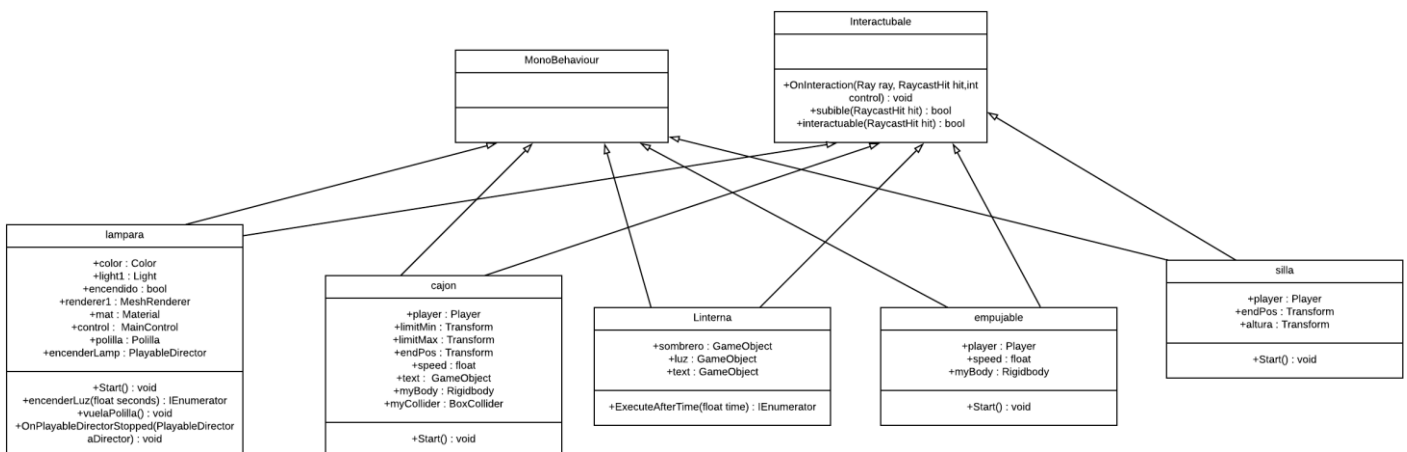 Interactubale
+OnInteraction(Ray ray, RaycastHit hit,int
control) : void
+subible(RaycastHit hit) : bool
+interactuable(RaycastHit hit) : bool
MonoBehaviour
lampara
+color : Color
+light1 : Light
+encendido : bool
+renderer1 : MeshRenderer
+mat : Material
+control : MainControl
+polilla : Polilla
+encenderLamp : PlayableDirector
+Start() : void
+encenderLuz(float seconds) : IEnumerator
+vuelaPolilla() : void
+OnPlayableDirectorStopped(PlayableDirector
aDirector) : void
cajon
+player : Player
+limitMin : Transform
+limitMax : Transform
+endPos : Transform
+speed : float
+text : GameObject
+myBody : Rigidbody
+myCollider : BoxCollider
+Start() : void
Linterna
+sombrero : GameObject
+luz : GameObject
+text : GameObject
+ExecuteAfterTime(float time) : IEnumerator
empujable
+player : Player
+speed : float
+myBody : Rigidbody
+Start() : void
silla
+player : Player
+endPos : Transform
+altura : Transform
+Start() : void